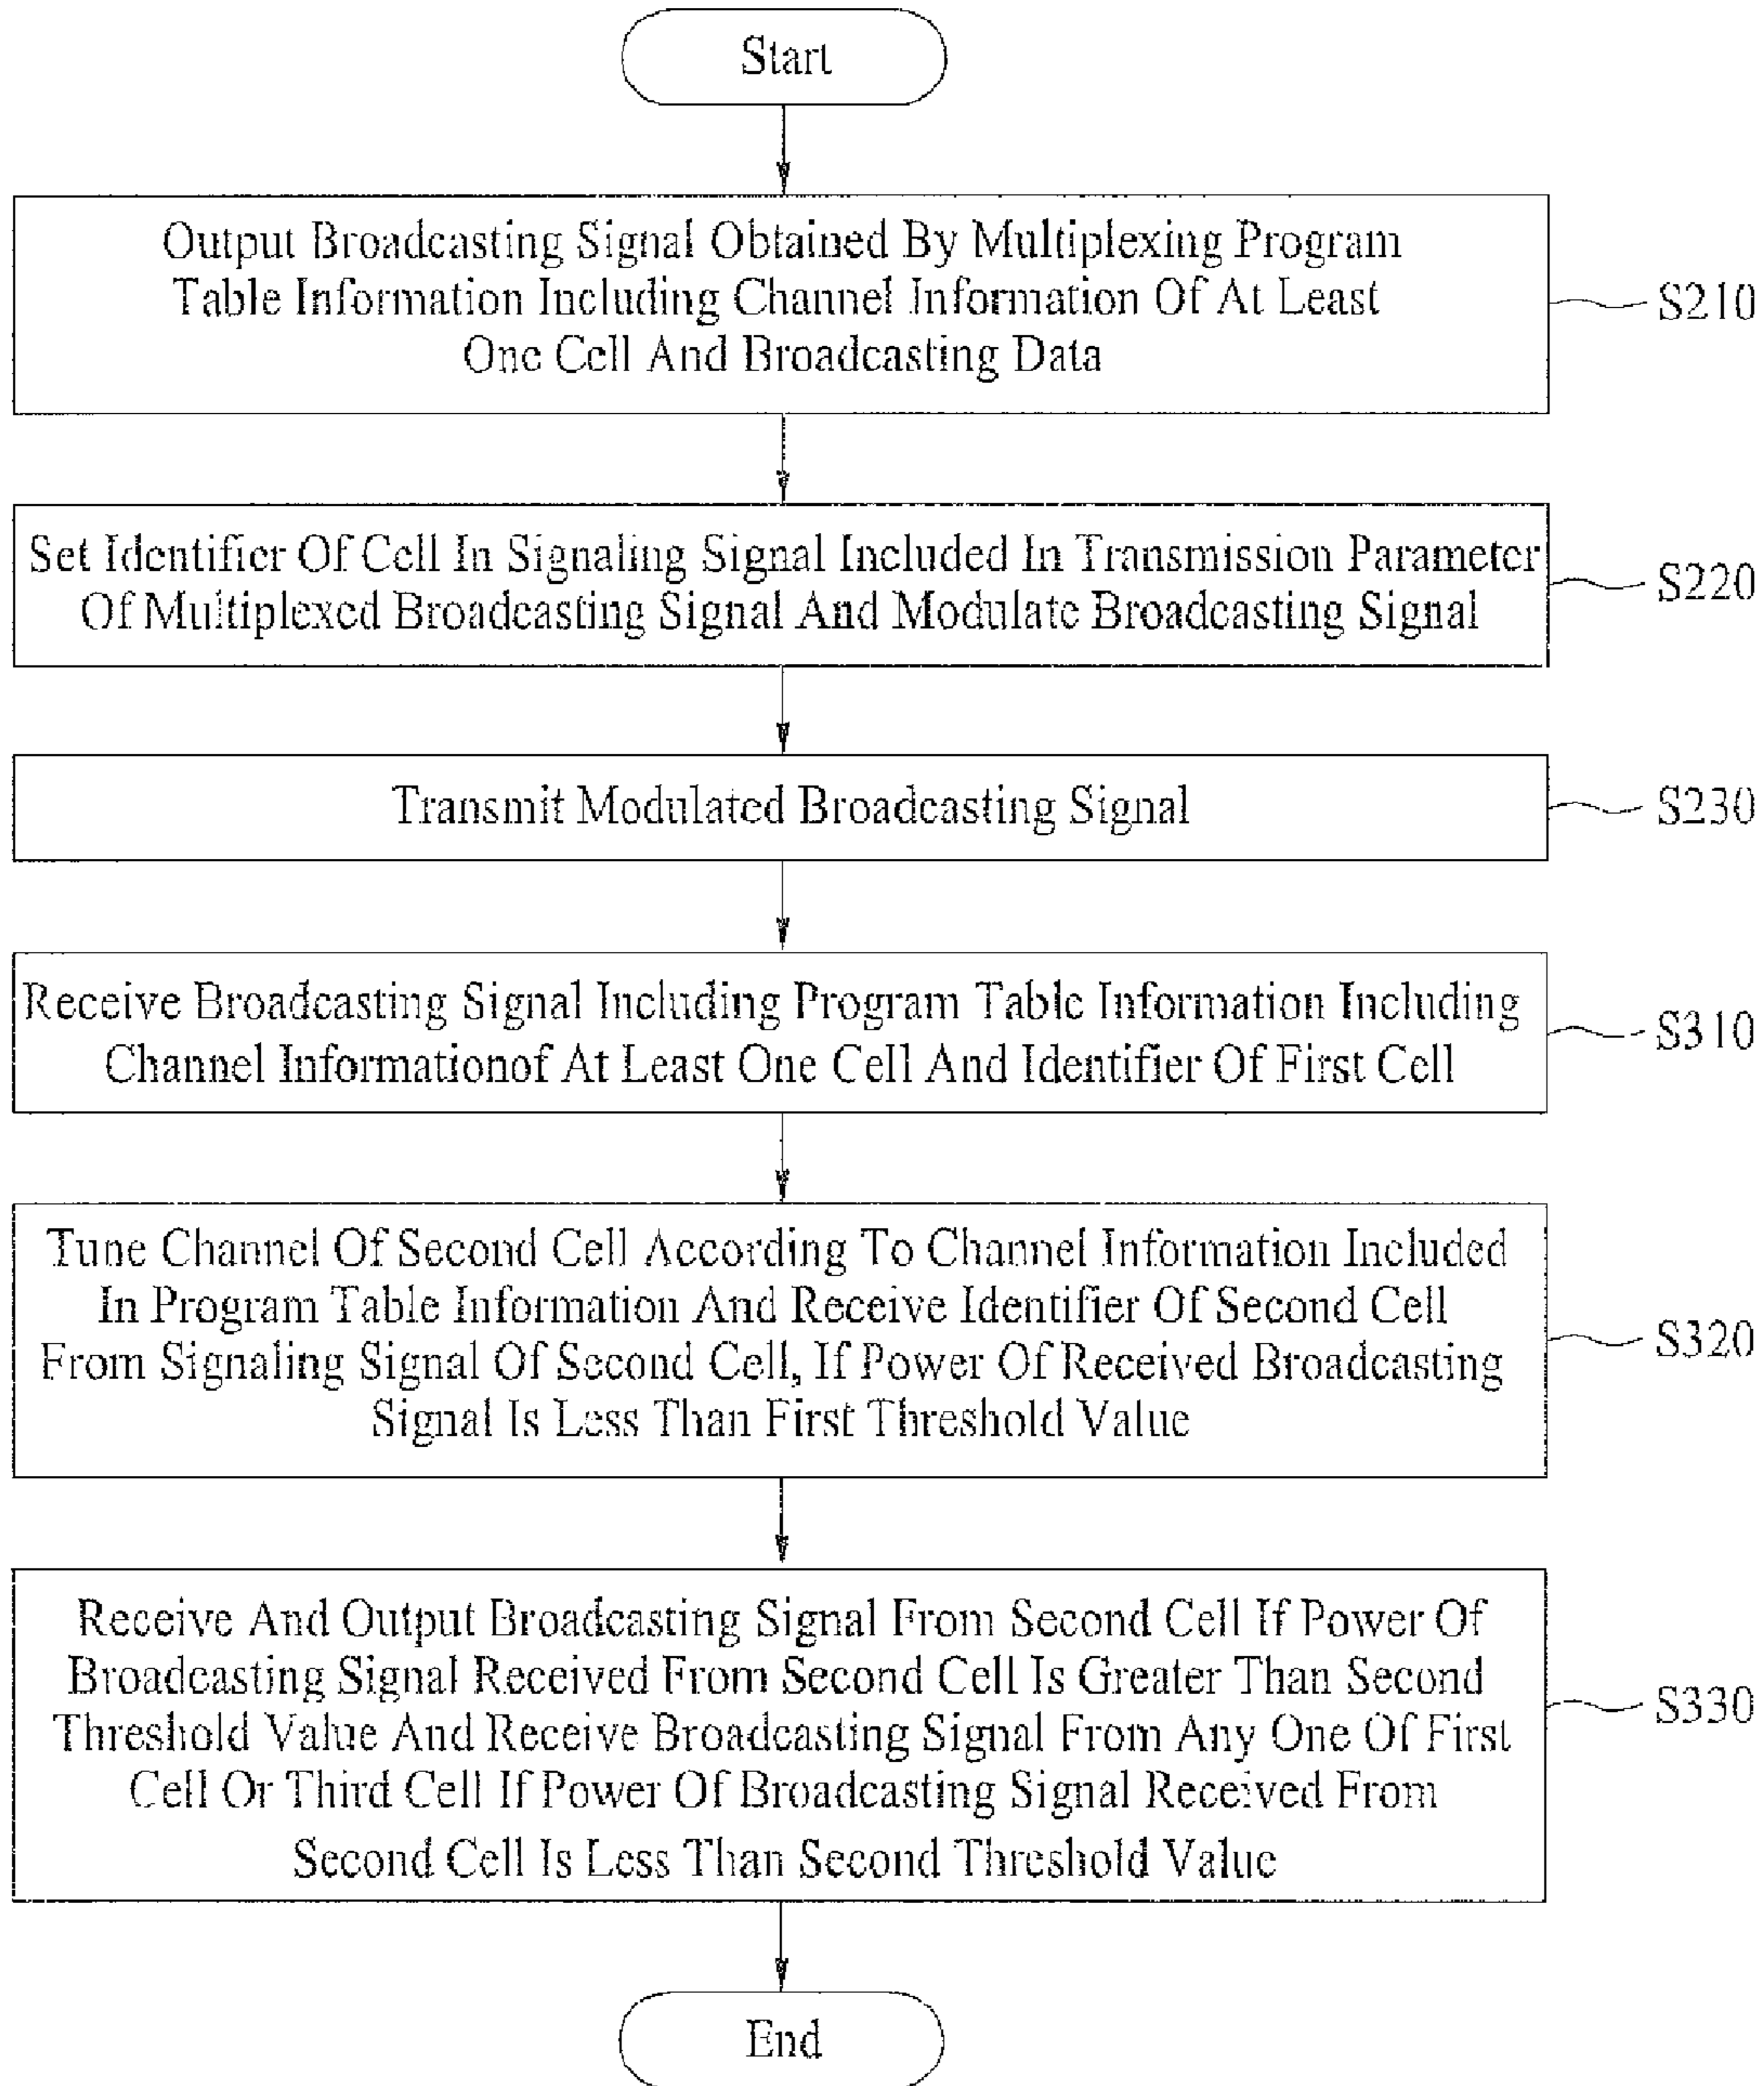 Start
Output Broadcasting Signal Obtained By Multiplexing Program
Table Information Including Channel Information Of At Least
One Cell And Broadcasting Data
S210
Set Identifier Of Cell In Signaling Signal Included In Transmission Parameter
Of Multiplexed Broadcasting Signal And Modulate Broadcasting Signal
S220
Transmit Modulated Broadcasting Signal
S230
Receive Broadcasting Signal Including Program Table Information Including
Channel Informationof At Least One Cell And Identifier Of First Cell
S310
Tune Channel Of Second Cell According To Channel Information Included
In Program Table Information And Receive Identifier Of Second Cell
From Signaling Signal Of Second Cell, If Power Of Received Broadcasting
Signal Is Less Than First Threshold Value
S320
Receive And Output Broadcasting Signal From Second Cell If Power Of
Broadcasting Signal Received From Second Cell Is Greater Than Second
Threshold Value And Receive Broadcasting Signal From Any One Of First
Cell Or Third Cell If Power Of Broadcasting Signal Received From
Second Cell Is Less Than Second Threshold Value
S330
End